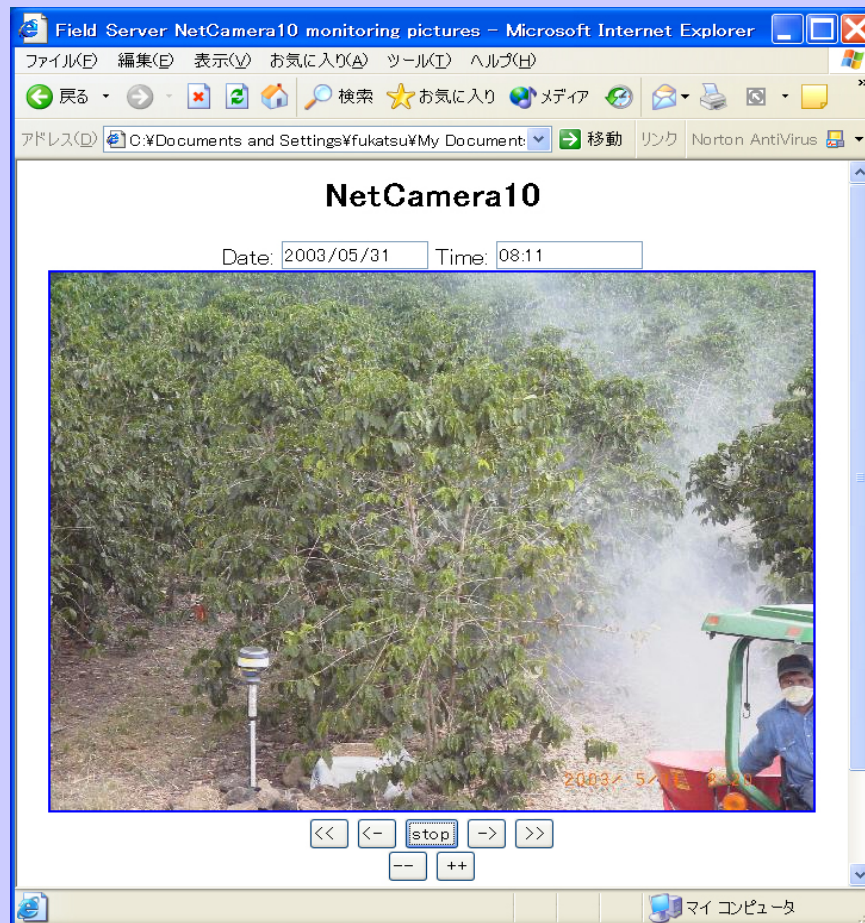 Field Server NetCamera10 monitoring pictures - Microsoft Internet Explorer
ファイル(F) 編集(E) 表示(V) お気に入り(A) ツール(T) ヘルプ(H)
戻る 検索 お気に入り メディア »
アドレス(D) C:¥Documents and Settings¥fukatsu¥My Document: 移動 リンク Norton AntiVirus
NetCamera10
Date: 2003/05/31 Time: 08:11
2003/ 5/
<< <- stop -> >>
-- ++
マイ コンピュータ